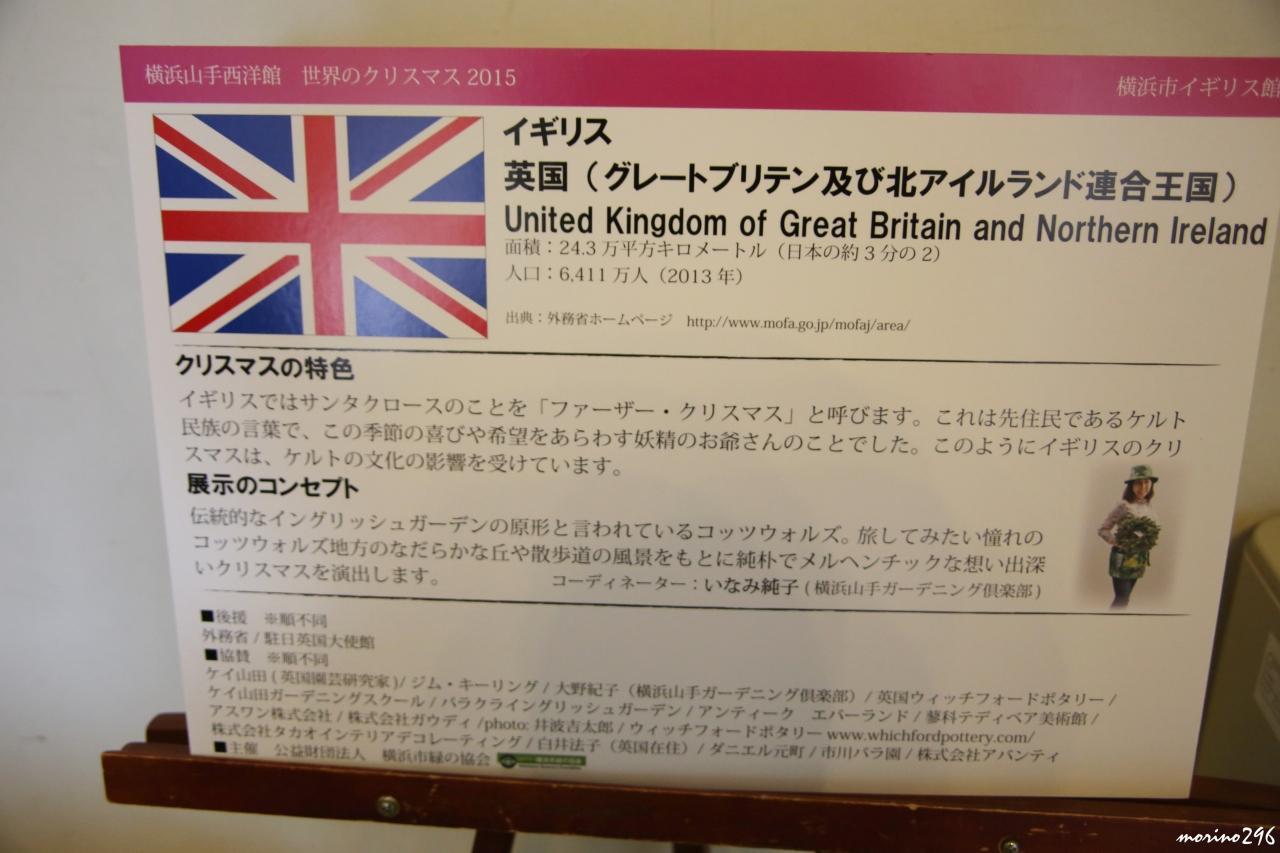 横浜山手西洋館　世界のクリスマス 2015
横浜市イギリス館
イギリス
英国（グレートブリテン及び北アイルランド連合王国）
United Kingdom of Great Britain and Northern Ireland
面積：24.3 万平方キロメートル（日本の約 3 分の 2）
人口：6,411 万人（2013 年）
出典：外務省ホームページ　http://www.mofa.go.jp/mofaj/area/
クリスマスの特色
イギリスではサンタクロースのことを「ファーザー・クリスマス」と呼びます。これは先住民であるケルト
民族の言葉で、この季節の喜びや希望をあらわす妖精のお爺さんのことでした。このようにイギリスのクリ
スマスは、ケルトの文化の影響を受けています。
展示のコンセプト
伝統的なイングリッシュガーデンの原形と言われているコッツウォルズ。旅してみたい憧れの
コッツウォルズ地方のなだらかな丘や散歩道の風景をもとに純朴でメルヘンチックな想い出深
いクリスマスを演出します。
コーディネーター：いなみ純子 ( 横浜山手ガーデニング倶楽部 )
■後援　※順不同
外務省 / 駐日英国大使館
■協賛　※順不同
ケイ山田 ( 英国園芸研究家 )/ ジム・キーリング / 大野紀子（横浜山手ガーデニング倶楽部）/ 英国ウィッチフォードポタリー /
ケイ山田ガーデニングスクール / バラクライングリッシュガーデン / アンティーク　エバーランド / 蓼科テディベア美術館 /
アスワン株式会社 / 株式会社ガウディ /photo: 井波吉太郎 / ウィッチフォードポタリー www.whichfordpottery.com/
株式会社タカオインテリアデコレーティング / 白井法子（英国在住）/ ダニエル元町 / 市川バラ園 / 株式会社アバンティ
■主催　公益財団法人　横浜市緑の協会
morino296